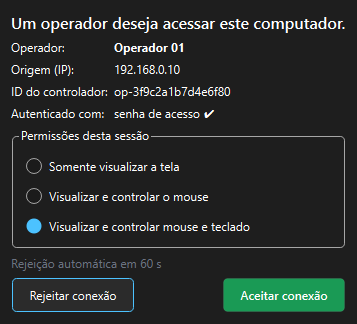 Um operador deseja acessar este computador.
Operador: Operador 01
Origem (IP): 192.168.0.10
ID do controlador: op-3f9c2a1b7d4e6f80
Autenticado com: senha de acesso ✔
Permissões desta sessão
Somente visualizar a tela
Visualizar e controlar o mouse
Visualizar e controlar mouse e teclado
Rejeição automática em 60 s
Rejeitar conexão
Aceitar conexão